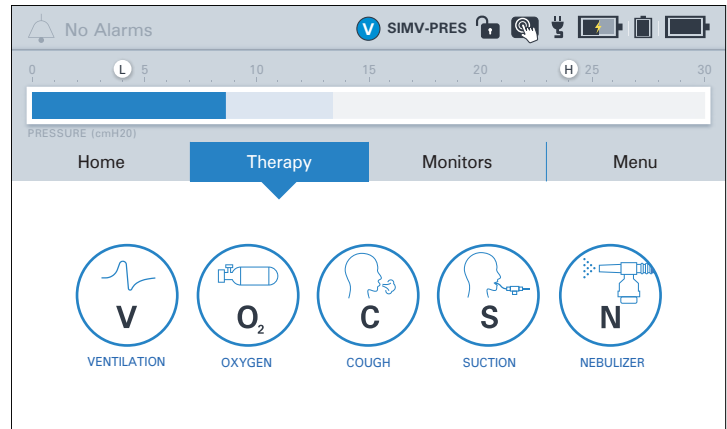 No Alarms V SIMV-PRES
0 L 5 10 15 20 H 25 30
PRESSURE (cmH20)
Home Therapy Monitors Menu
V O2 C S N
VENTILATION OXYGEN COUGH SUCTION NEBULIZER